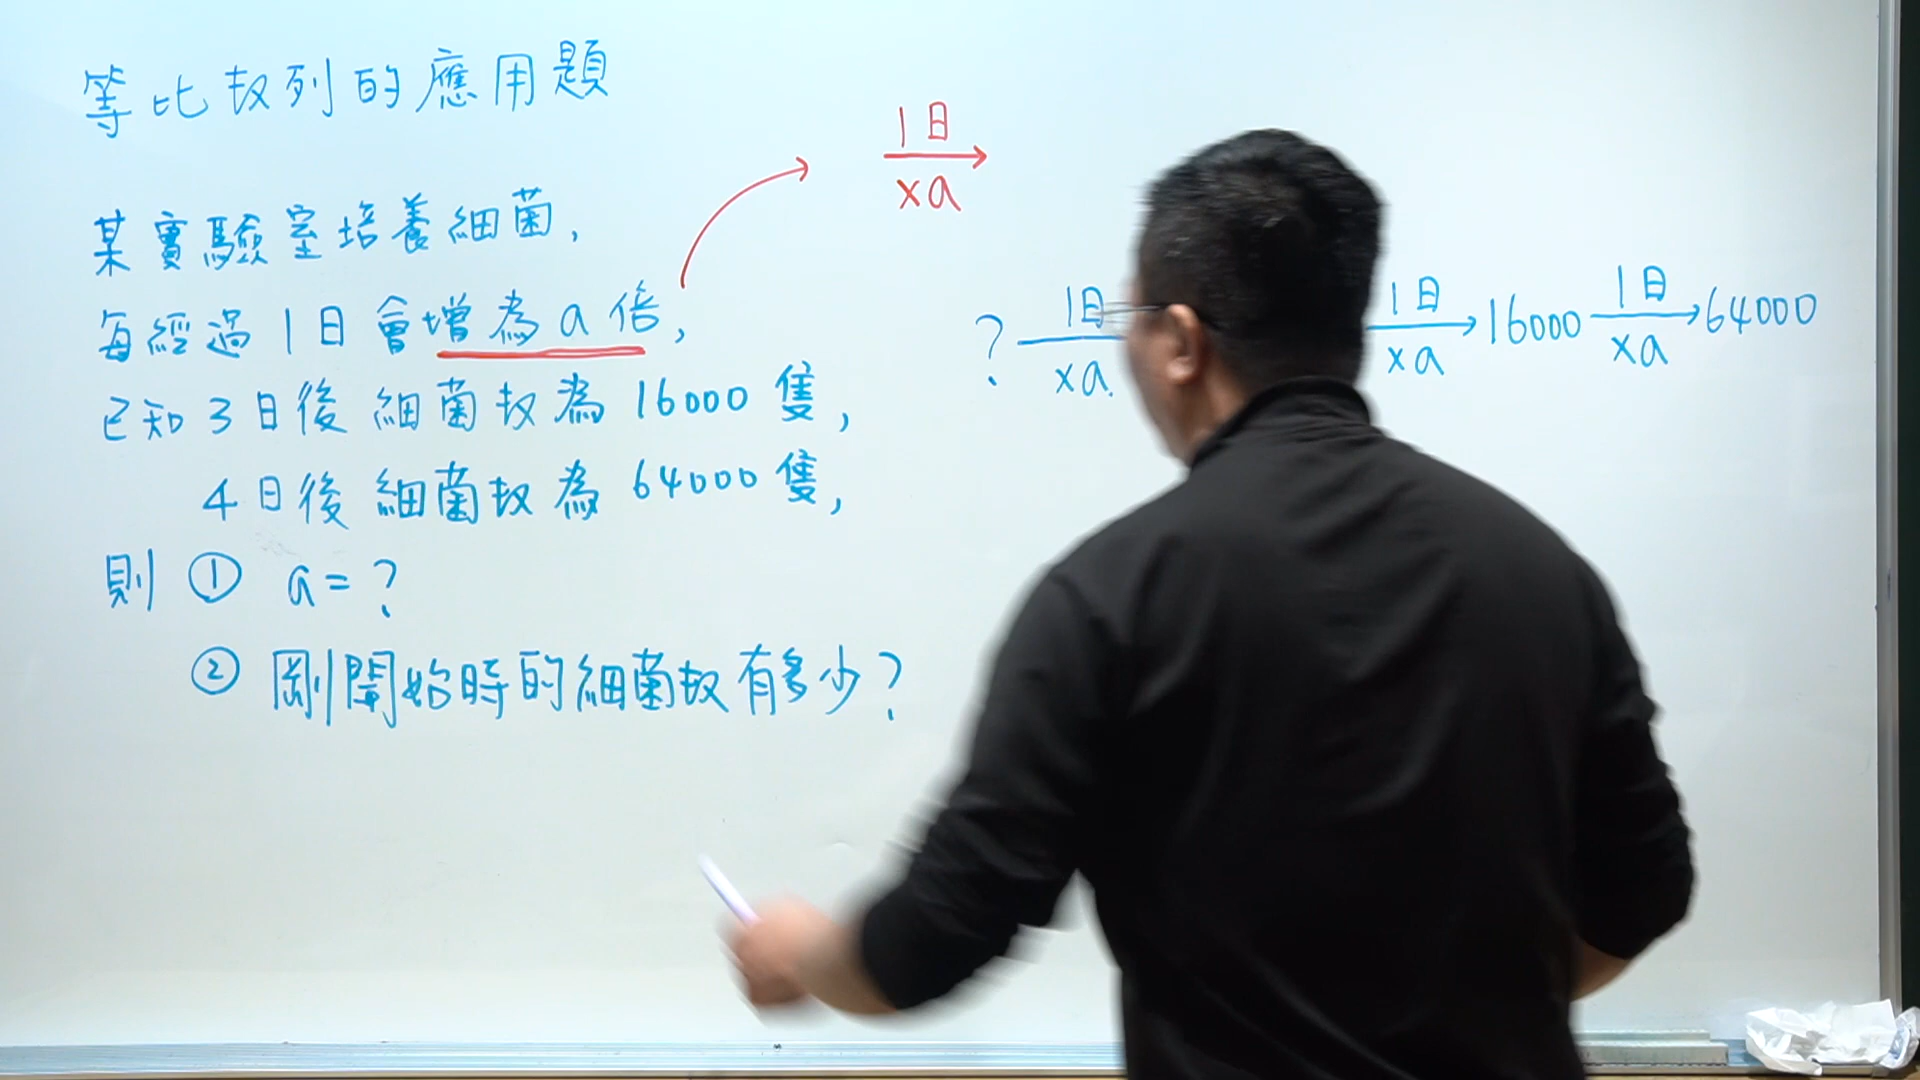 等比数列的應用題
某實驗室培養細菌,
每經過1日會增為a倍,
已知3日後細菌数為16000隻,
4日後細菌数為64000隻,
則 ① a=?
② 剛開始時的細菌数有多少?
1日
xa
? 1日 xa 1日 xa 16000 1日 xa 64000